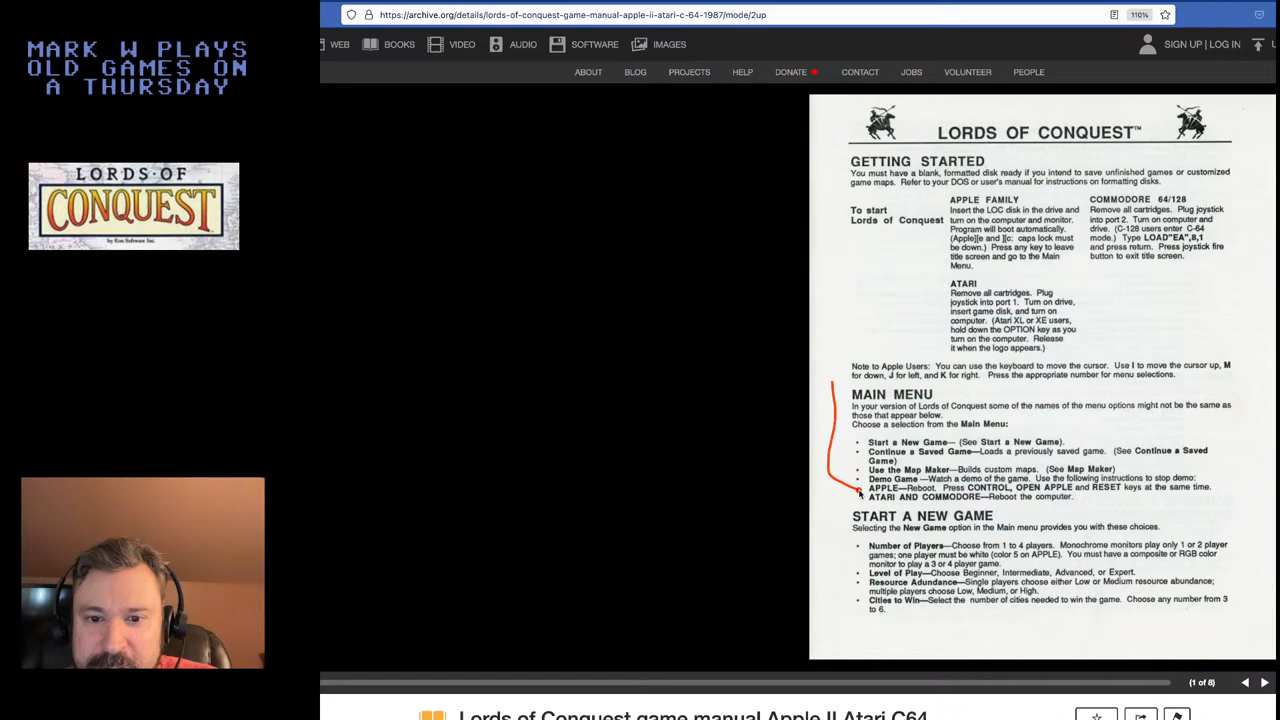 https://archive.org/details/lords-of-conquest-game-manual-apple-ii-atari-c-64-1987/mode/2up
110%
MARK W PLAYS
OLD GAMES ON
A THURSDAY
WEB
BOOKS
VIDEO
AUDIO
SOFTWARE
IMAGES
SIGN UP | LOG IN
ABOUT
BLOG
PROJECTS
HELP
DONATE
CONTACT
JOBS
VOLUNTEER
PEOPLE
LORDS OF
CONQUEST
by Eon Software Inc.
LORDS OF CONQUEST™
GETTING STARTED
You must have a blank, formatted disk ready if you intend to save unfinished games or customized
game maps. Refer to your DOS or user's manual for instructions on formatting disks.
To start
Lords of Conquest
APPLE FAMILY
Insert the LOC disk in the drive and
turn on the computer and monitor.
Program will boot automatically.
(Apple][e and ][c: caps lock must
be down.) Press any key to leave
title screen and go to the Main
Menu.
COMMODORE 64/128
Remove all cartridges. Plug joystick
into port 2. Turn on computer and
drive. (C-128 users enter C-64
mode.) Type LOAD"EA",8,1
and press return. Press joystick fire
button to exit title screen.
ATARI
Remove all cartridges. Plug
joystick into port 1. Turn on drive,
insert game disk, and turn on
computer. (Atari XL or XE users,
hold down the OPTION key as you
turn on the computer. Release
it when the logo appears.)
Note to Apple Users: You can use the keyboard to move the cursor. Use I to move the cursor up, M
for down, J for left, and K for right. Press the appropriate number for menu selections.
MAIN MENU
In your version of Lords of Conquest some of the names of the menu options might not be the same as
those that appear below.
Choose a selection from the Main Menu:
• Start a New Game— (See Start a New Game).
• Continue a Saved Game—Loads a previously saved game. (See Continue a Saved
Game)
• Use the Map Maker—Builds custom maps. (See Map Maker)
• Demo Game —Watch a demo of the game. Use the following instructions to stop demo:
APPLE—Reboot. Press CONTROL, OPEN APPLE and RESET keys at the same time.
ATARI AND COMMODORE—Reboot the computer.
START A NEW GAME
Selecting the New Game option in the Main menu provides you with these choices.
• Number of Players—Choose from 1 to 4 players. Monochrome monitors play only 1 or 2 player
games; one player must be white (color 5 on APPLE). You must have a composite or RGB color
monitor to play a 3 or 4 player game.
• Level of Play—Choose Beginner, Intermediate, Advanced, or Expert.
• Resource Adundance—Single players choose either Low or Medium resource abundance;
multiple players choose Low, Medium, or High.
• Cities to Win—Select the number of cities needed to win the game. Choose any number from 3
to 6.
(1 of 8)
Lords of Conquest game manual Apple II Atari C64